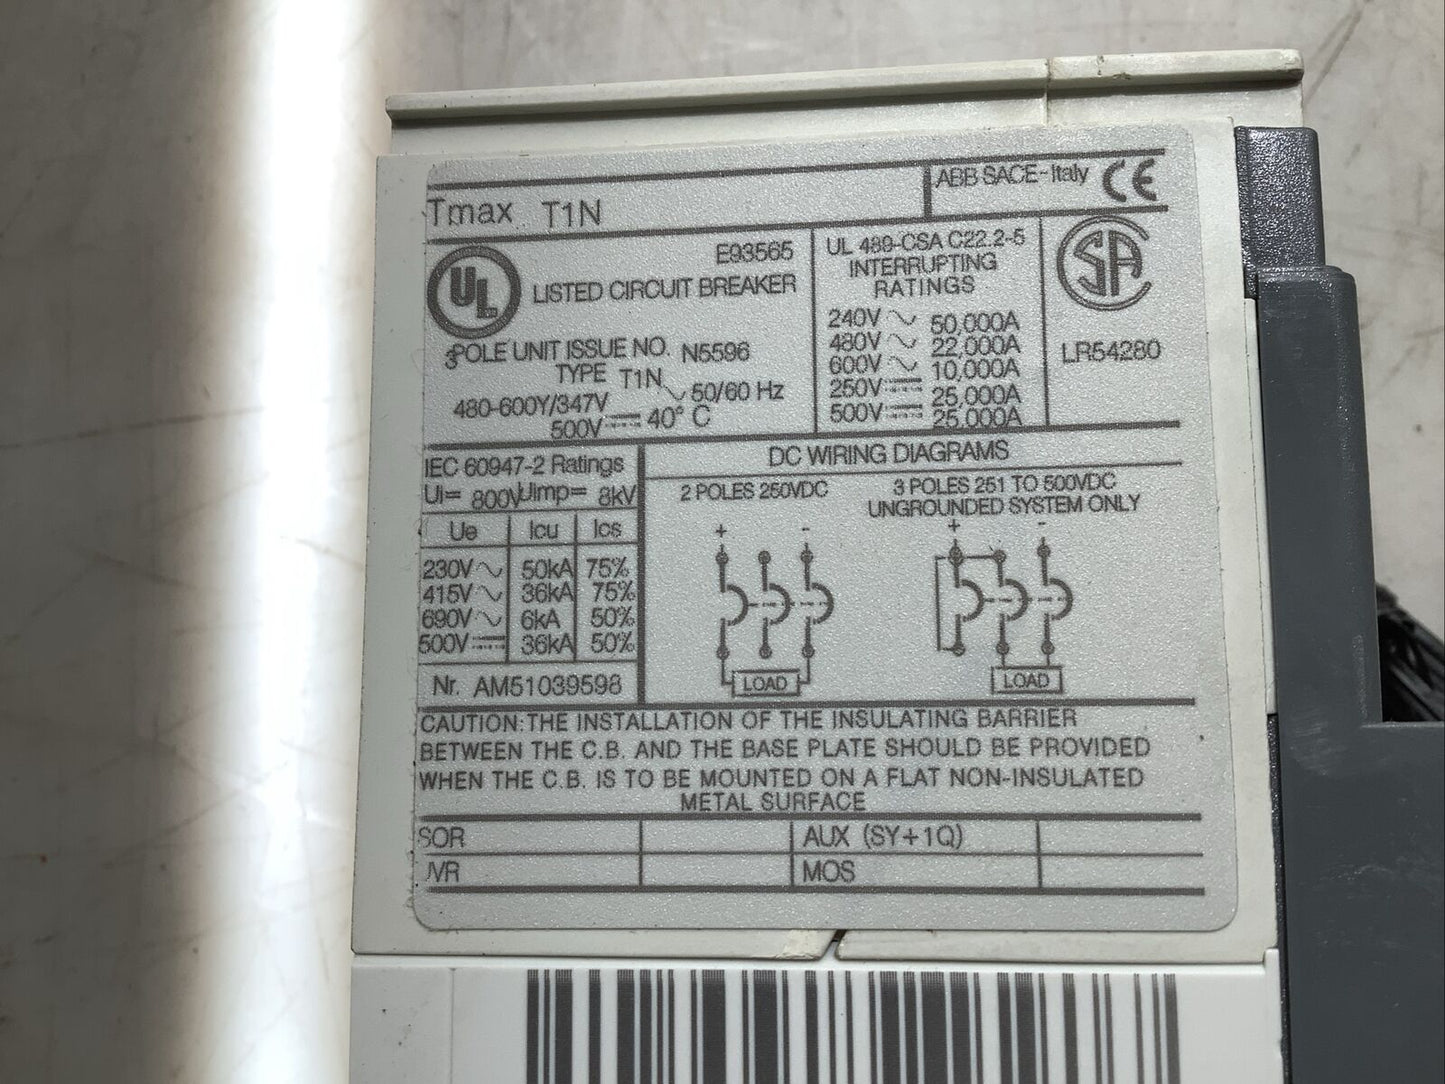 Tmax T1N
ABB SACE-Italy CE
UL
E93565
LISTED CIRCUIT BREAKER
3POLE UNIT ISSUE NO. N5596
TYPE T1N
480-600Y/347V ~ 50/60 Hz
500V⎓ 40° C
UL 489-CSA C22.2-5
INTERRUPTING
RATINGS
240V ~ 50,000A
480V ~ 22,000A
600V ~ 10,000A
250V⎓ 25,000A
500V⎓ 25,000A
SA
LR54280
IEC 60947-2 Ratings
Ui= 800V Uimp= 8kV
Ue Icu Ics
230V ~ 50kA 75%
415V ~ 36kA 75%
690V ~ 6kA 50%
500V⎓ 36kA 50%
Nr. AM51039598
DC WIRING DIAGRAMS
2 POLES 250VDC
+ -
LOAD
3 POLES 251 TO 500VDC
UNGROUNDED SYSTEM ONLY
+ -
LOAD
CAUTION:THE INSTALLATION OF THE INSULATING BARRIER
BETWEEN THE C.B. AND THE BASE PLATE SHOULD BE PROVIDED
WHEN THE C.B. IS TO BE MOUNTED ON A FLAT NON-INSULATED
METAL SURFACE
SOR AUX (SY+1Q)
MOS